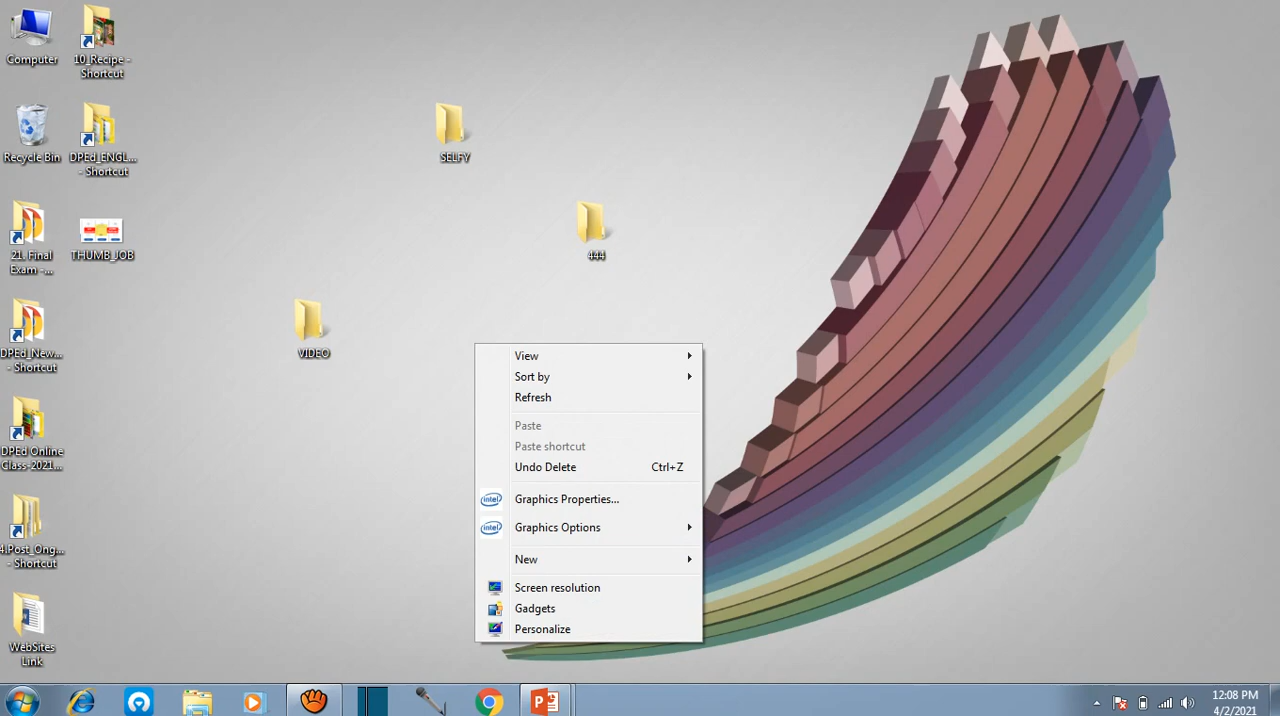 Computer
10_Recipe -
Shortcut
Recycle Bin
DPEd_ENGL...
- Shortcut
21. Final
Exam -...
THUMB_JOB
DPEd_New...
- Shortcut
DPEd Online
Class-2021...
4.Post_Ong...
- Shortcut
WebSites
Link
SELFY
444
VIDEO
View
Sort by
Refresh
Paste
Paste shortcut
Undo Delete Ctrl+Z
intel Graphics Properties...
intel Graphics Options
New
Screen resolution
Gadgets
Personalize
12:08 PM
4/2/2021